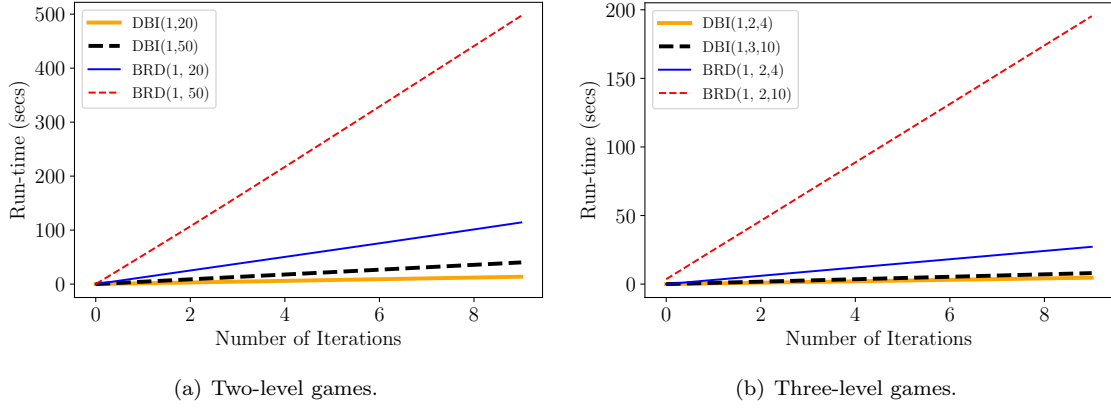 500
400
300
200
100
0
Run-time (secs)
DBI(1,20)
DBI(1,50)
BRD(1, 20)
BRD(1, 50)
0 2 4 6 8
Number of Iterations
(a) Two-level games.
200
150
100
50
0
Run-time (secs)
DBI(1,2,4)
DBI(1,3,10)
BRD(1, 2,4)
BRD(1, 2,10)
0 2 4 6 8
Number of Iterations
(b) Three-level games.